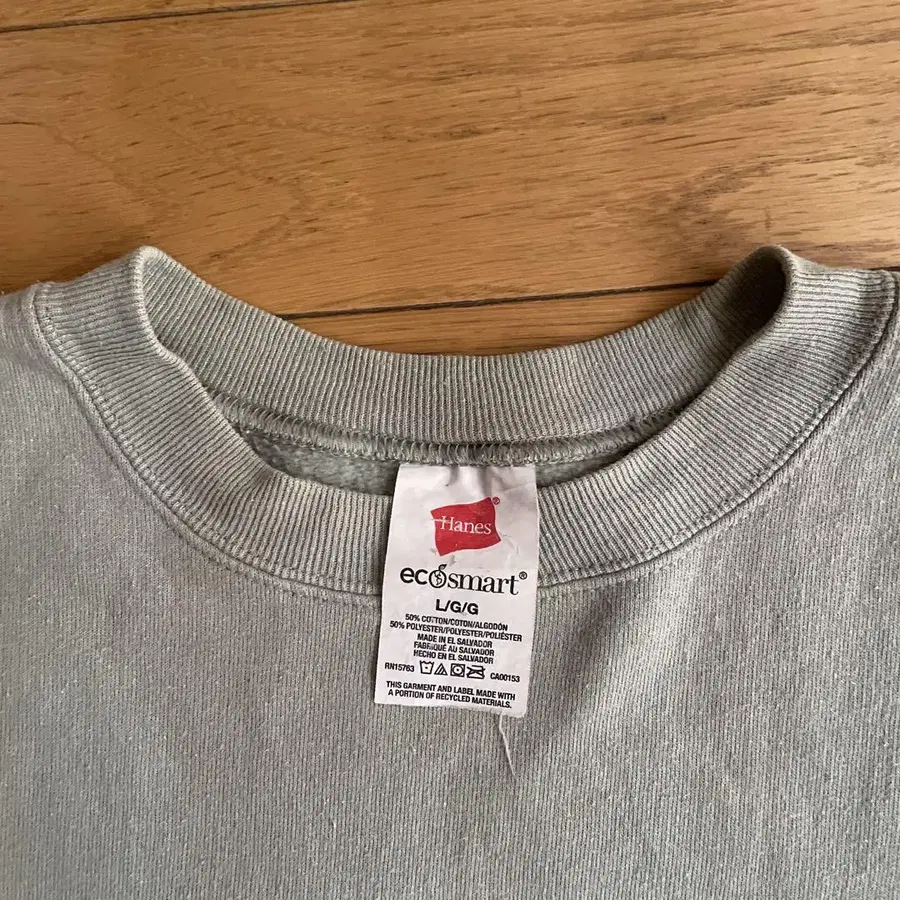 Hanes®
ecosmart®
L/G/G
50% COTTON/COTON/ALGODÓN
50% POLYESTER/POLYESTER/POLIÉSTER
MADE IN EL SALVADOR
FABRIQUÉ AU SALVADOR
HECHO EN EL SALVADOR
RN15763 CA00153
THIS GARMENT AND LABEL MADE WITH
A PORTION OF RECYCLED MATERIALS.